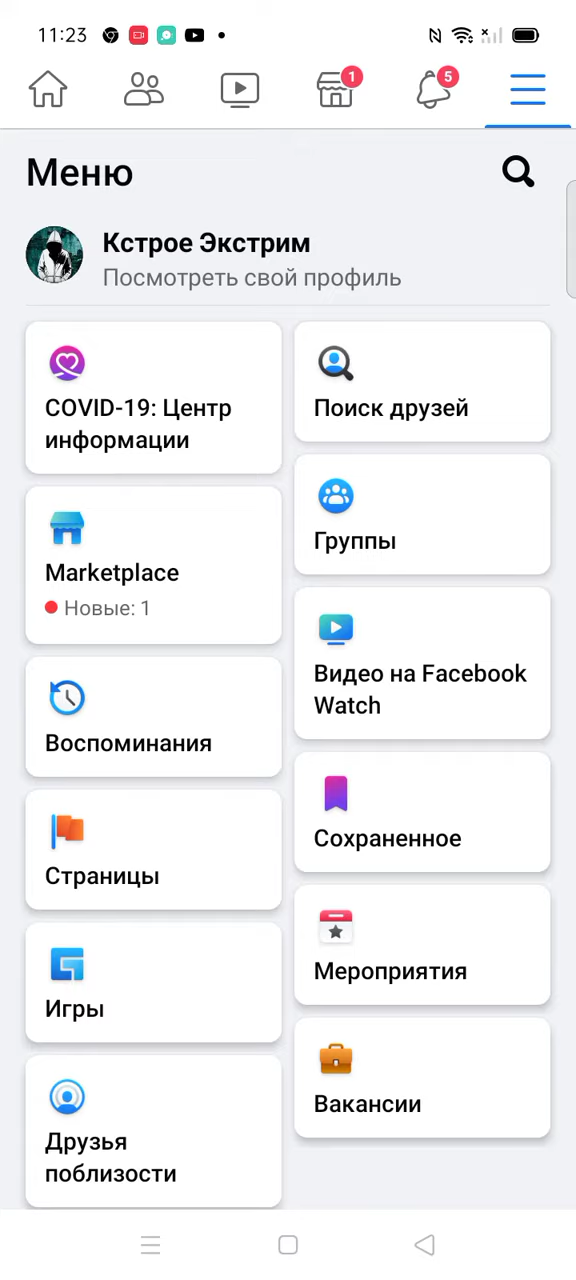 11:23
1
5
Меню
Кстрое Экстрим
Посмотреть свой профиль
COVID-19: Центр
информации
Поиск друзей
Marketplace
Новые: 1
Группы
Видео на Facebook
Watch
Воспоминания
Сохраненное
Страницы
Мероприятия
Игры
Вакансии
Друзья
поблизости